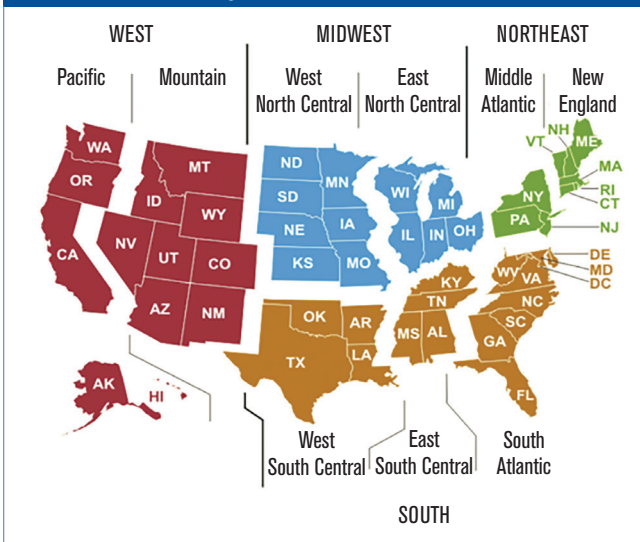 WEST
MIDWEST
NORTHEAST
Pacific
Mountain
West
North Central
East
North Central
Middle
Atlantic
New
England
WA
OR
CA
NV
ID
MT
WY
UT
CO
AZ
NM
AK
HI
ND
SD
NE
KS
MN
IA
MO
WI
IL
MI
IN
OH
VT
NH
ME
MA
RI
CT
NY
PA
NJ
OK
TX
AR
LA
KY
TN
MS
AL
WV
VA
DE
MD
DC
NC
SC
GA
FL
West
South Central
East
South Central
South
Atlantic
SOUTH